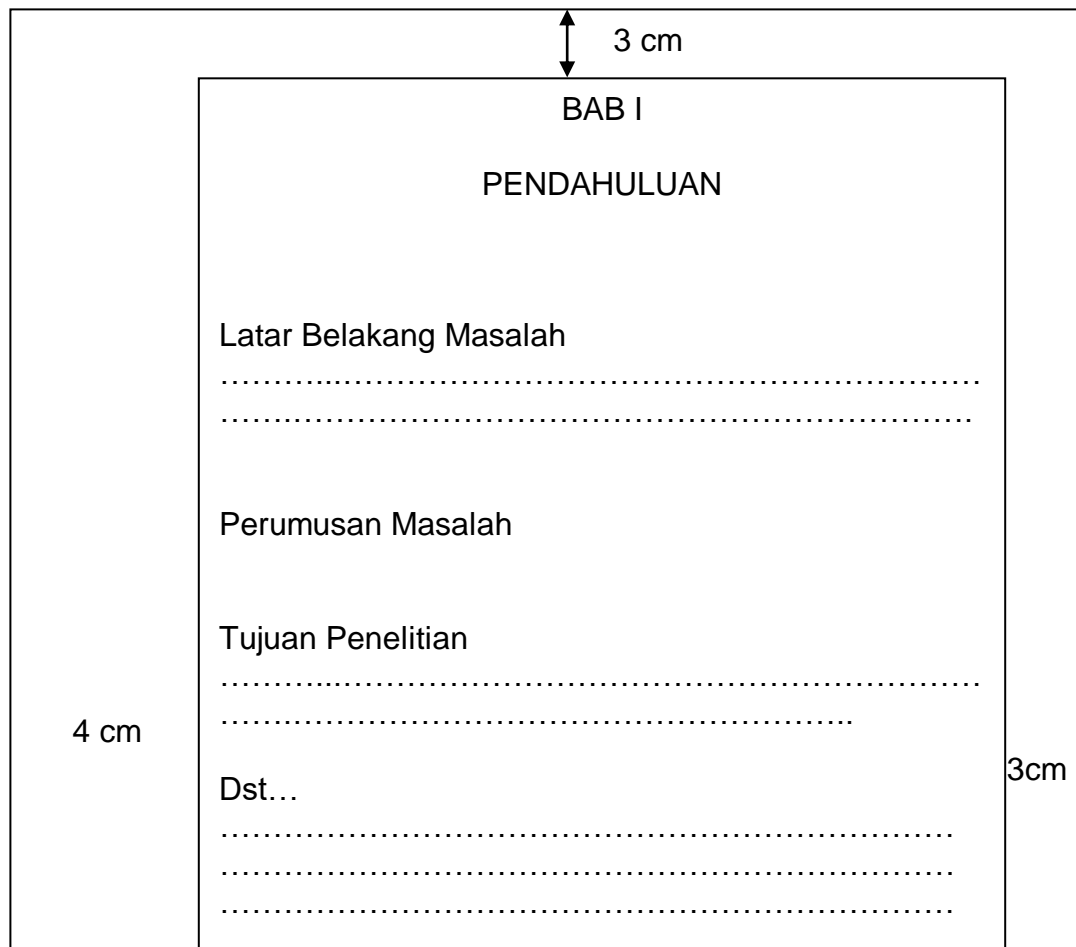 3 cm
BAB I
PENDAHULUAN
Latar Belakang Masalah
………...………………………………………………………………
…….……………………………………………………………….
Perumusan Masalah
Tujuan Penelitian
………...………………………………………………………………
…….………………………………………………..
4 cm
3cm
Dst…
………………………………………………………………
………………………………………………………………
………………………………………………………………